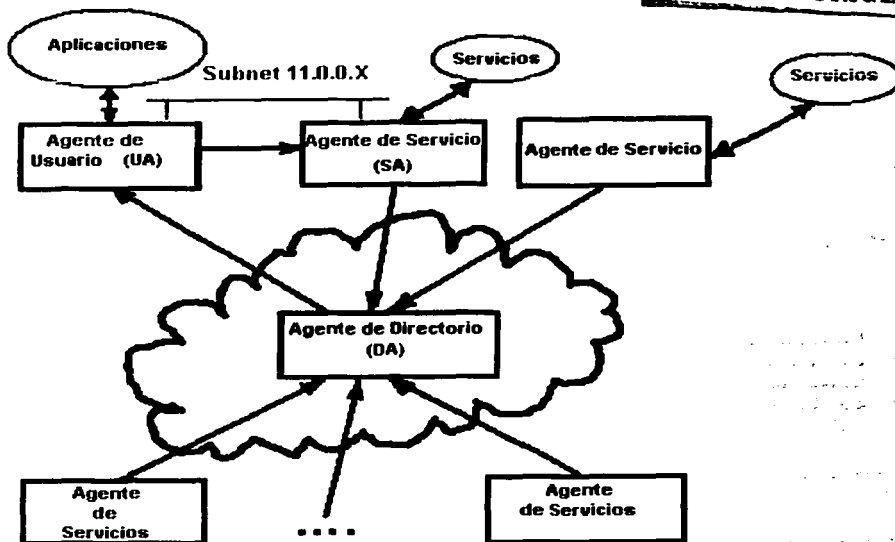 Aplicaciones
Subnet 11.0.0.X
Servicios
Servicios
Agente de
Usuario (UA)
Agente de Servicio
(SA)
Agente de Servicio
Agente de Directorio
(DA)
Agente
de
Servicios
....
Agente
de Servicios